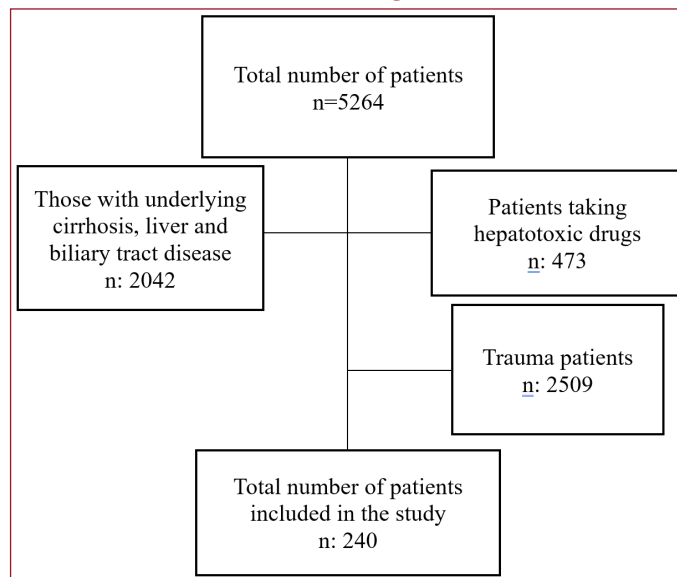 Total number of patients
n=5264
Those with underlying
cirrhosis, liver and
biliary tract disease
n: 2042
Patients taking
hepatotoxic drugs
n: 473
Trauma patients
n: 2509
Total number of patients
included in the study
n: 240